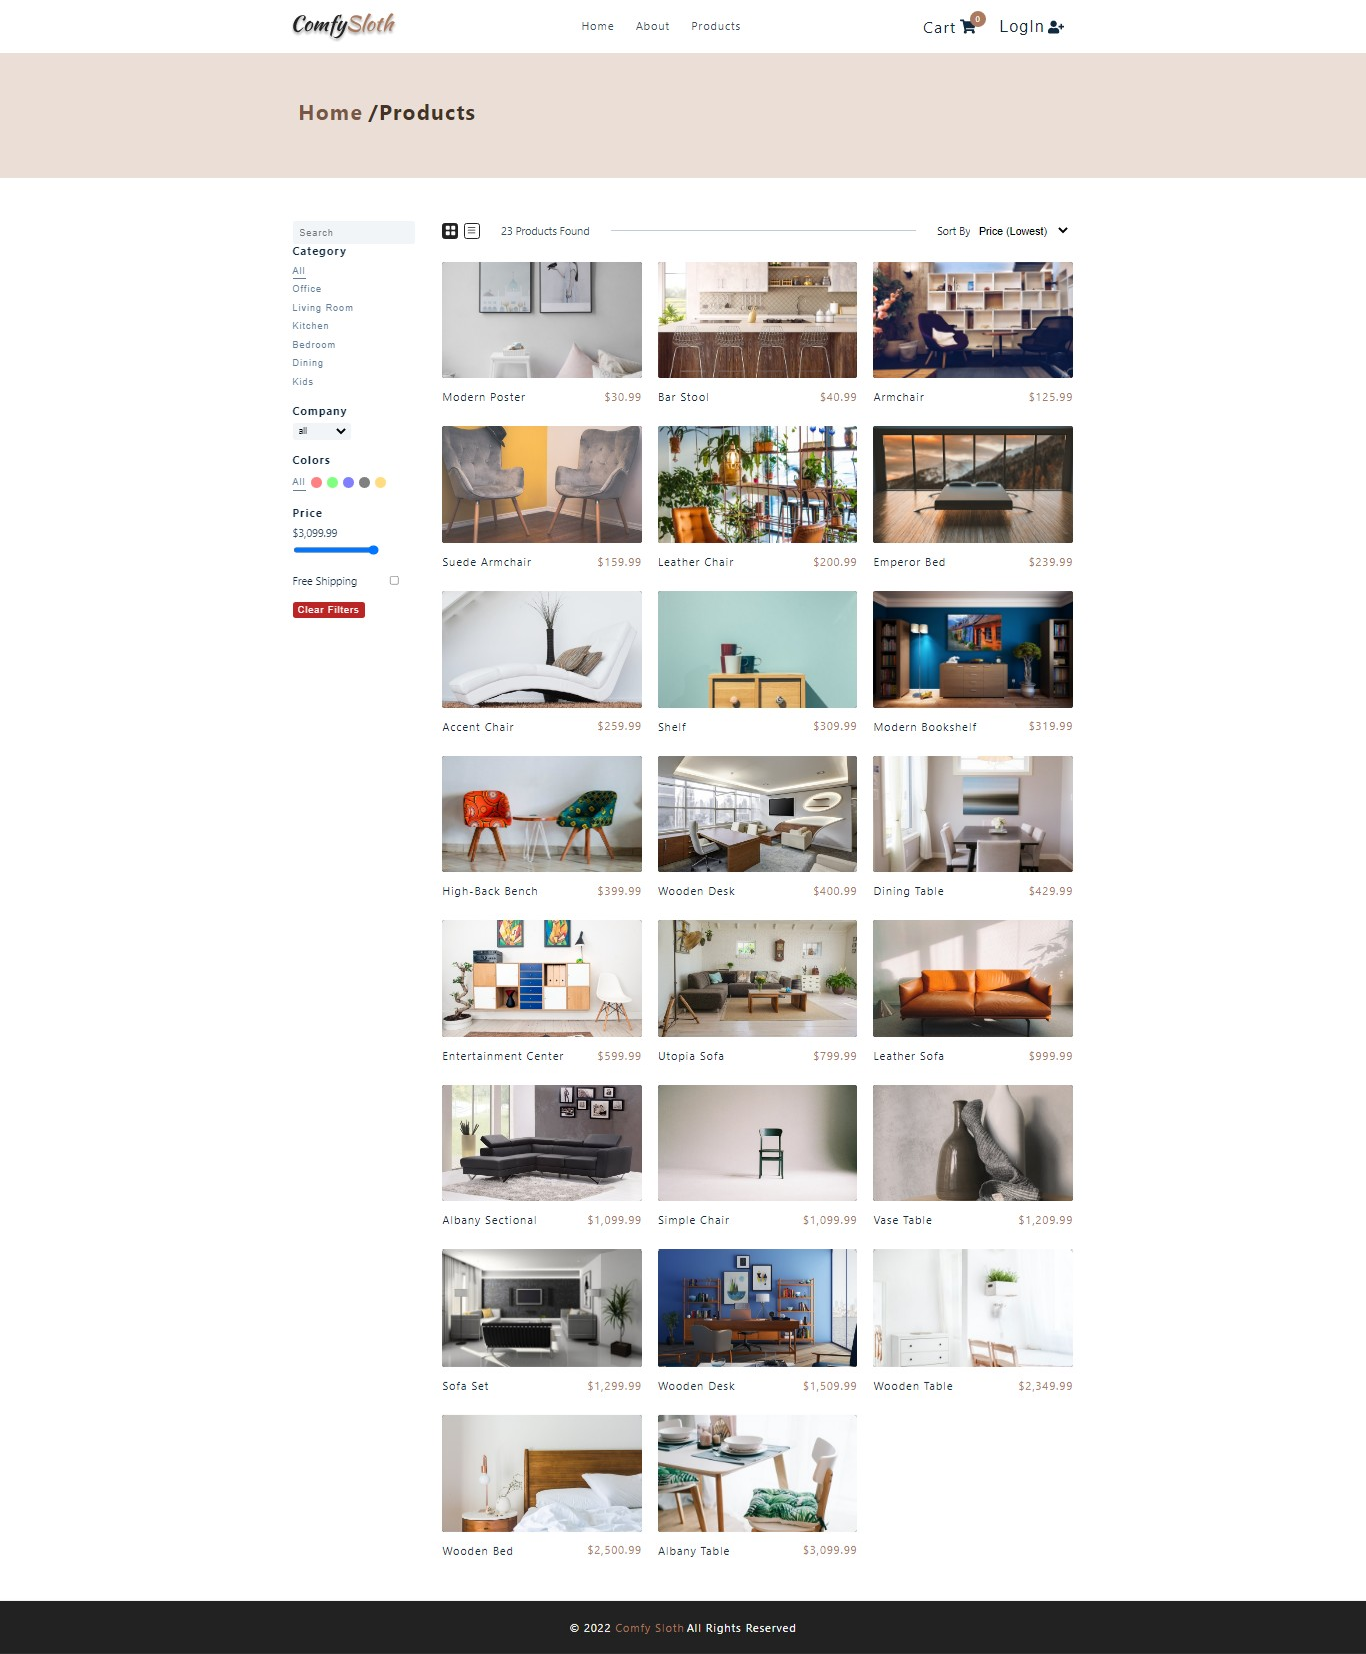 ComfySloth
Home About Products
Cart 0 LogIn
Home /Products
Search
Category
All
Office
Living Room
Kitchen
Bedroom
Dining
Kids
Company
all
Colors
All
Price
$3,099.99
Free Shipping
Clear Filters
23 Products Found
Sort By Price (Lowest)
Modern Poster $30.99
Bar Stool $40.99
Armchair $125.99
Suede Armchair $159.99
Leather Chair $200.99
Emperor Bed $239.99
Accent Chair $259.99
Shelf $309.99
Modern Bookshelf $319.99
High-Back Bench $399.99
Wooden Desk $400.99
Dining Table $429.99
Entertainment Center $599.99
Utopia Sofa $799.99
Leather Sofa $999.99
Albany Sectional $1,099.99
Simple Chair $1,099.99
Vase Table $1,209.99
Sofa Set $1,299.99
Wooden Desk $1,509.99
Wooden Table $2,349.99
Wooden Bed $2,500.99
Albany Table $3,099.99
© 2022 Comfy Sloth All Rights Reserved